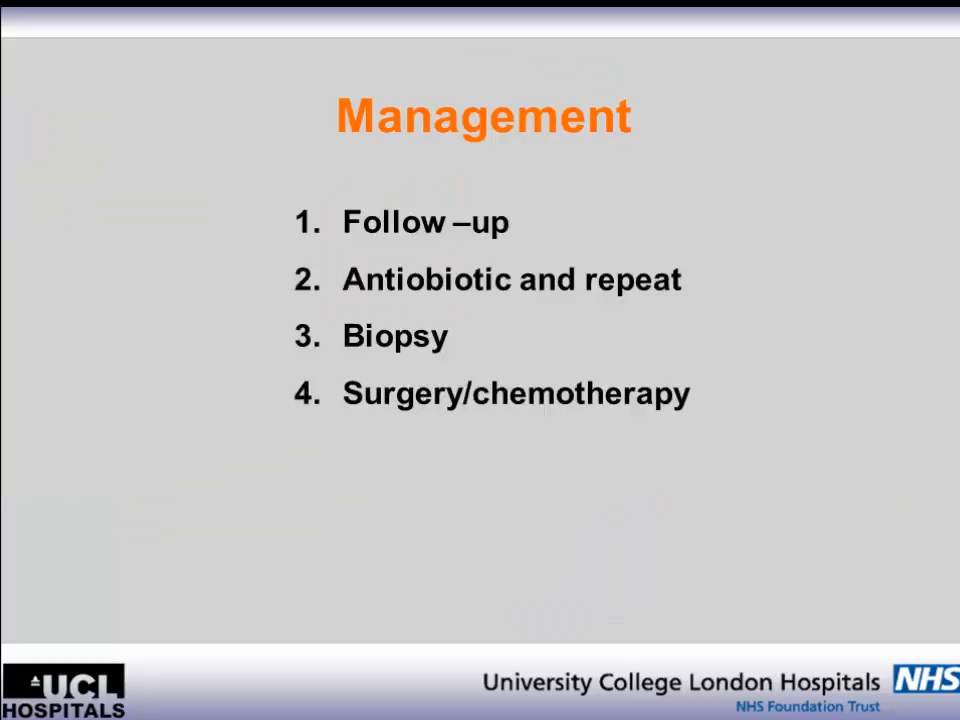 Management
1. Follow –up
2. Antiobiotic and repeat
3. Biopsy
4. Surgery/chemotherapy
UCL
HOSPITALS
University College London Hospitals NHS
NHS Foundation Trust